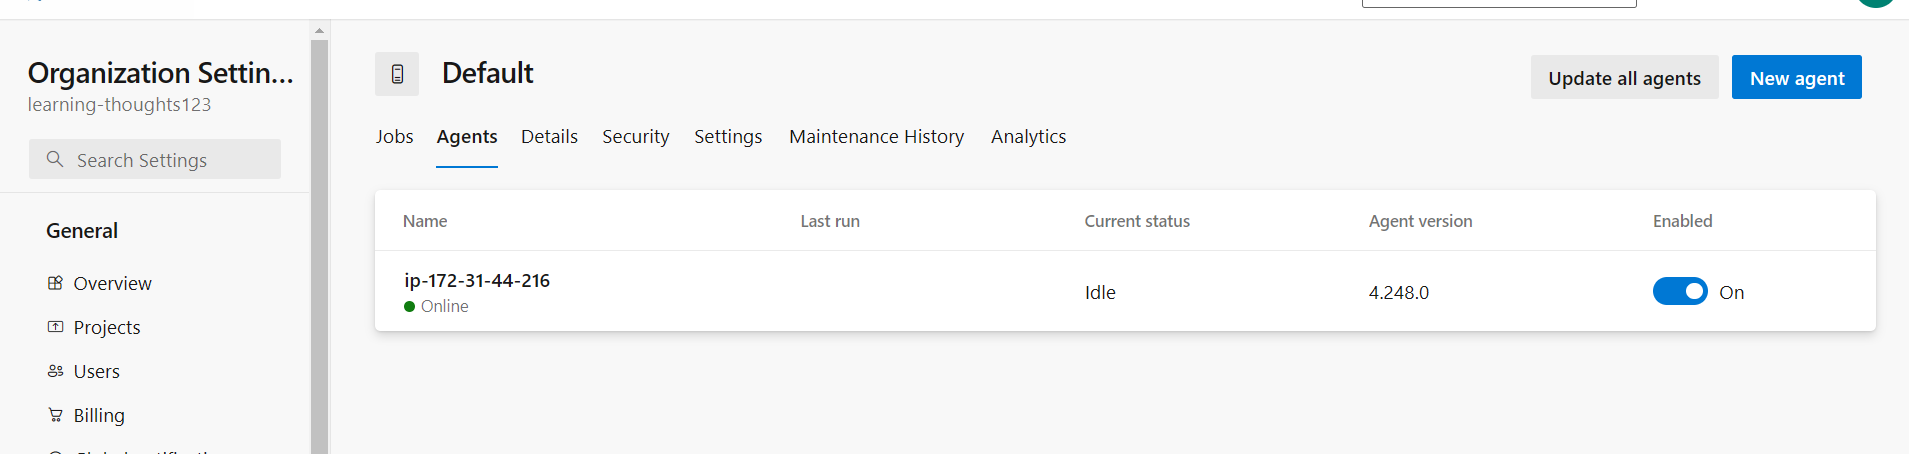 Organization Settin...
learning-thoughts123
Search Settings
General
Overview
Projects
Users
Billing
Default
Update all agents
New agent
Jobs Agents Details Security Settings Maintenance History Analytics
Name Last run Current status Agent version Enabled
ip-172-31-44-216
Online
Idle 4.248.0 On